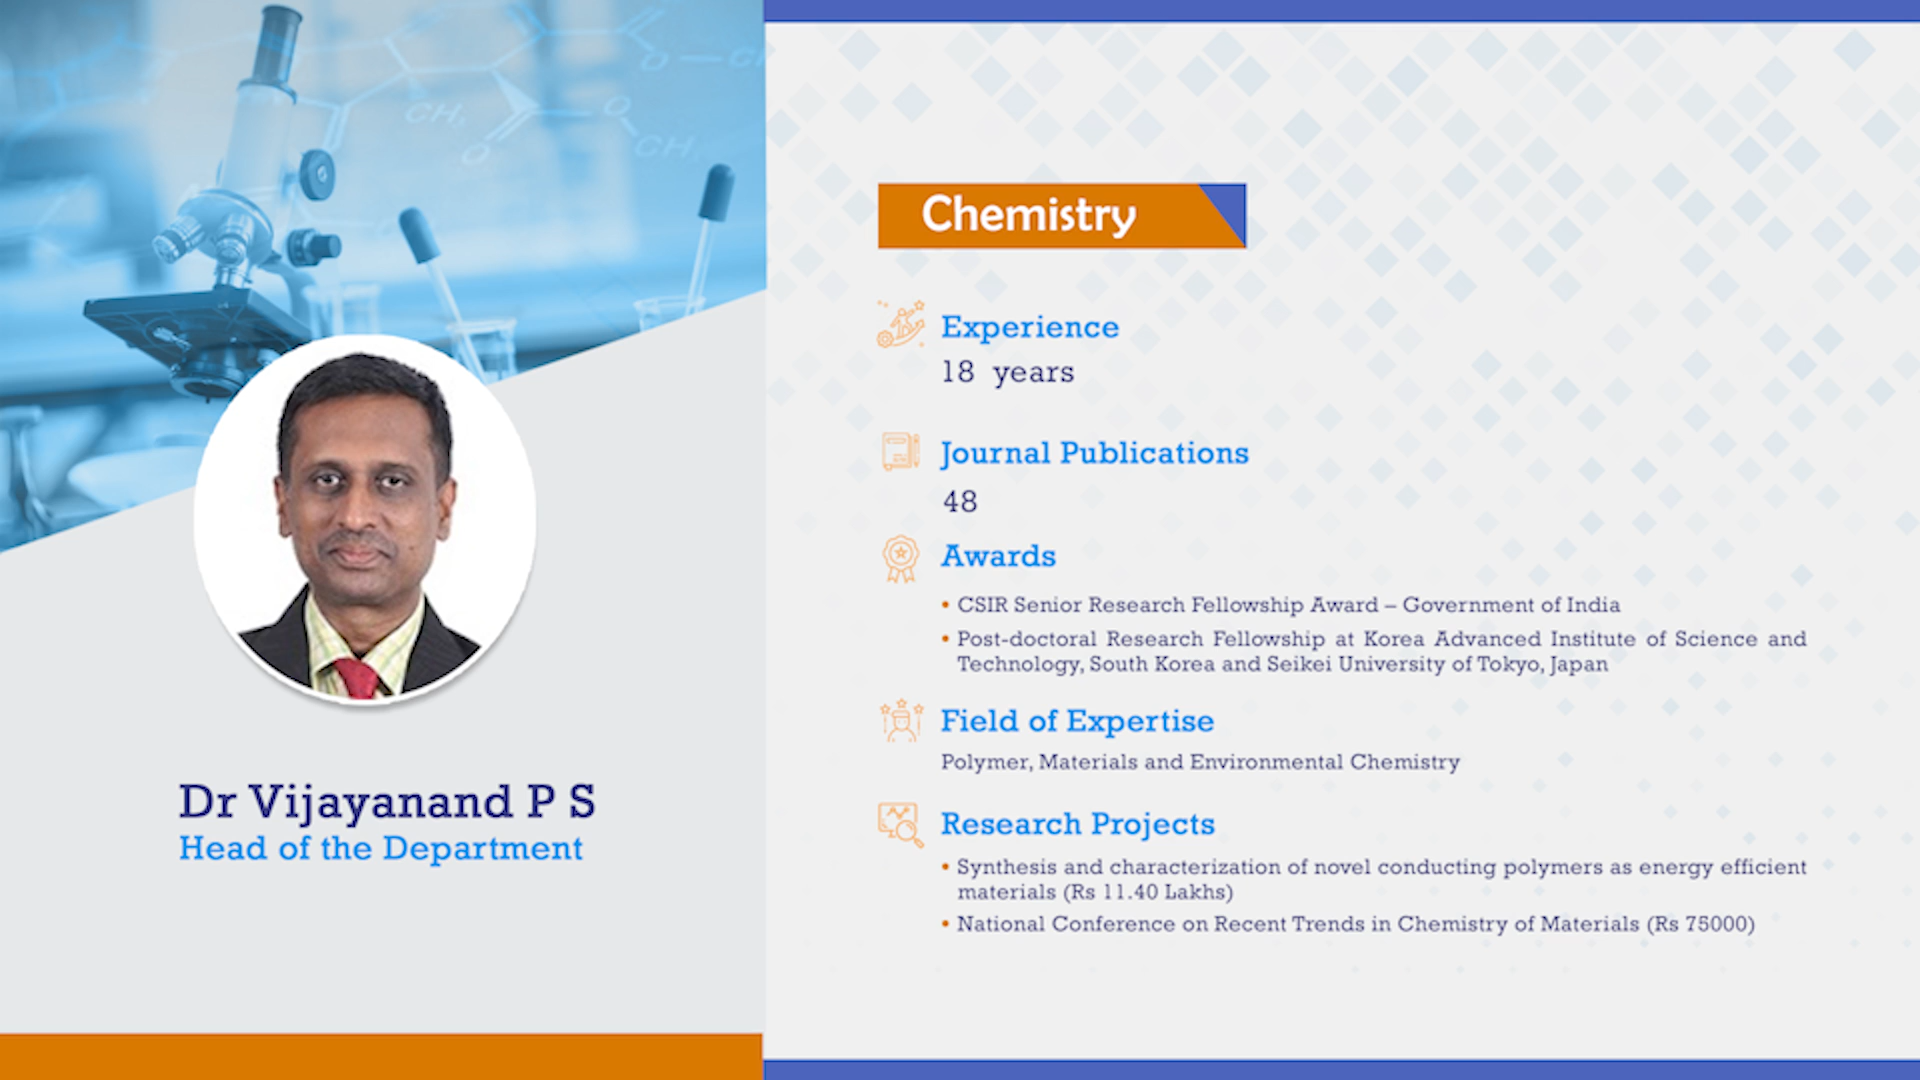 Chemistry
Experience
18 years
Journal Publications
48
Awards
• CSIR Senior Research Fellowship Award – Government of India
• Post-doctoral Research Fellowship at Korea Advanced Institute of Science and
Technology, South Korea and Seikei University of Tokyo, Japan
Field of Expertise
Polymer, Materials and Environmental Chemistry
Research Projects
• Synthesis and characterization of novel conducting polymers as energy efficient
materials (Rs 11.40 Lakhs)
• National Conference on Recent Trends in Chemistry of Materials (Rs 75000)
Dr Vijayanand P S
Head of the Department
CH₃
O
O
CH₃
O